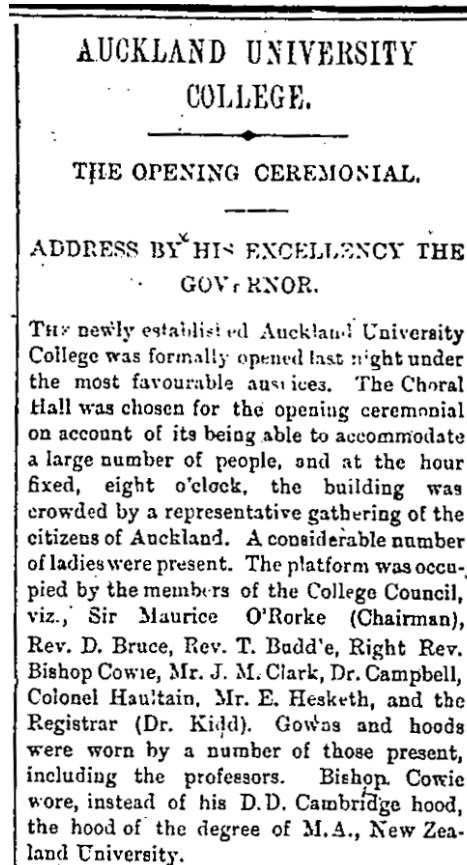 AUCKLAND UNIVERSITY
COLLEGE.
THE OPENING CEREMONIAL.
ADDRESS BY HIS EXCELLENCY THE
GOVERNOR.
THE newly established Auckland University
College was formally opened last night under
the most favourable auspices. The Choral
Hall was chosen for the opening ceremonial
on account of its being able to accommodate
a large number of people, and at the hour
fixed, eight o'clock, the building was
crowded by a representative gathering of the
citizens of Auckland. A considerable number
of ladies were present. The platform was occu-
pied by the members of the College Council,
viz., Sir Maurice O'Rorke (Chairman),
Rev. D. Bruce, Rev. T. Budd'e, Right Rev.
Bishop Cowie, Mr. J. M. Clark, Dr. Campbell,
Colonel Haultain, Mr. E. Hesketh, and the
Registrar (Dr. Kidd). Gowns and hoods
were worn by a number of those present,
including the professors. Bishop Cowie
wore, instead of his D.D. Cambridge hood,
the hood of the degree of M.A., New Zea-
land University.